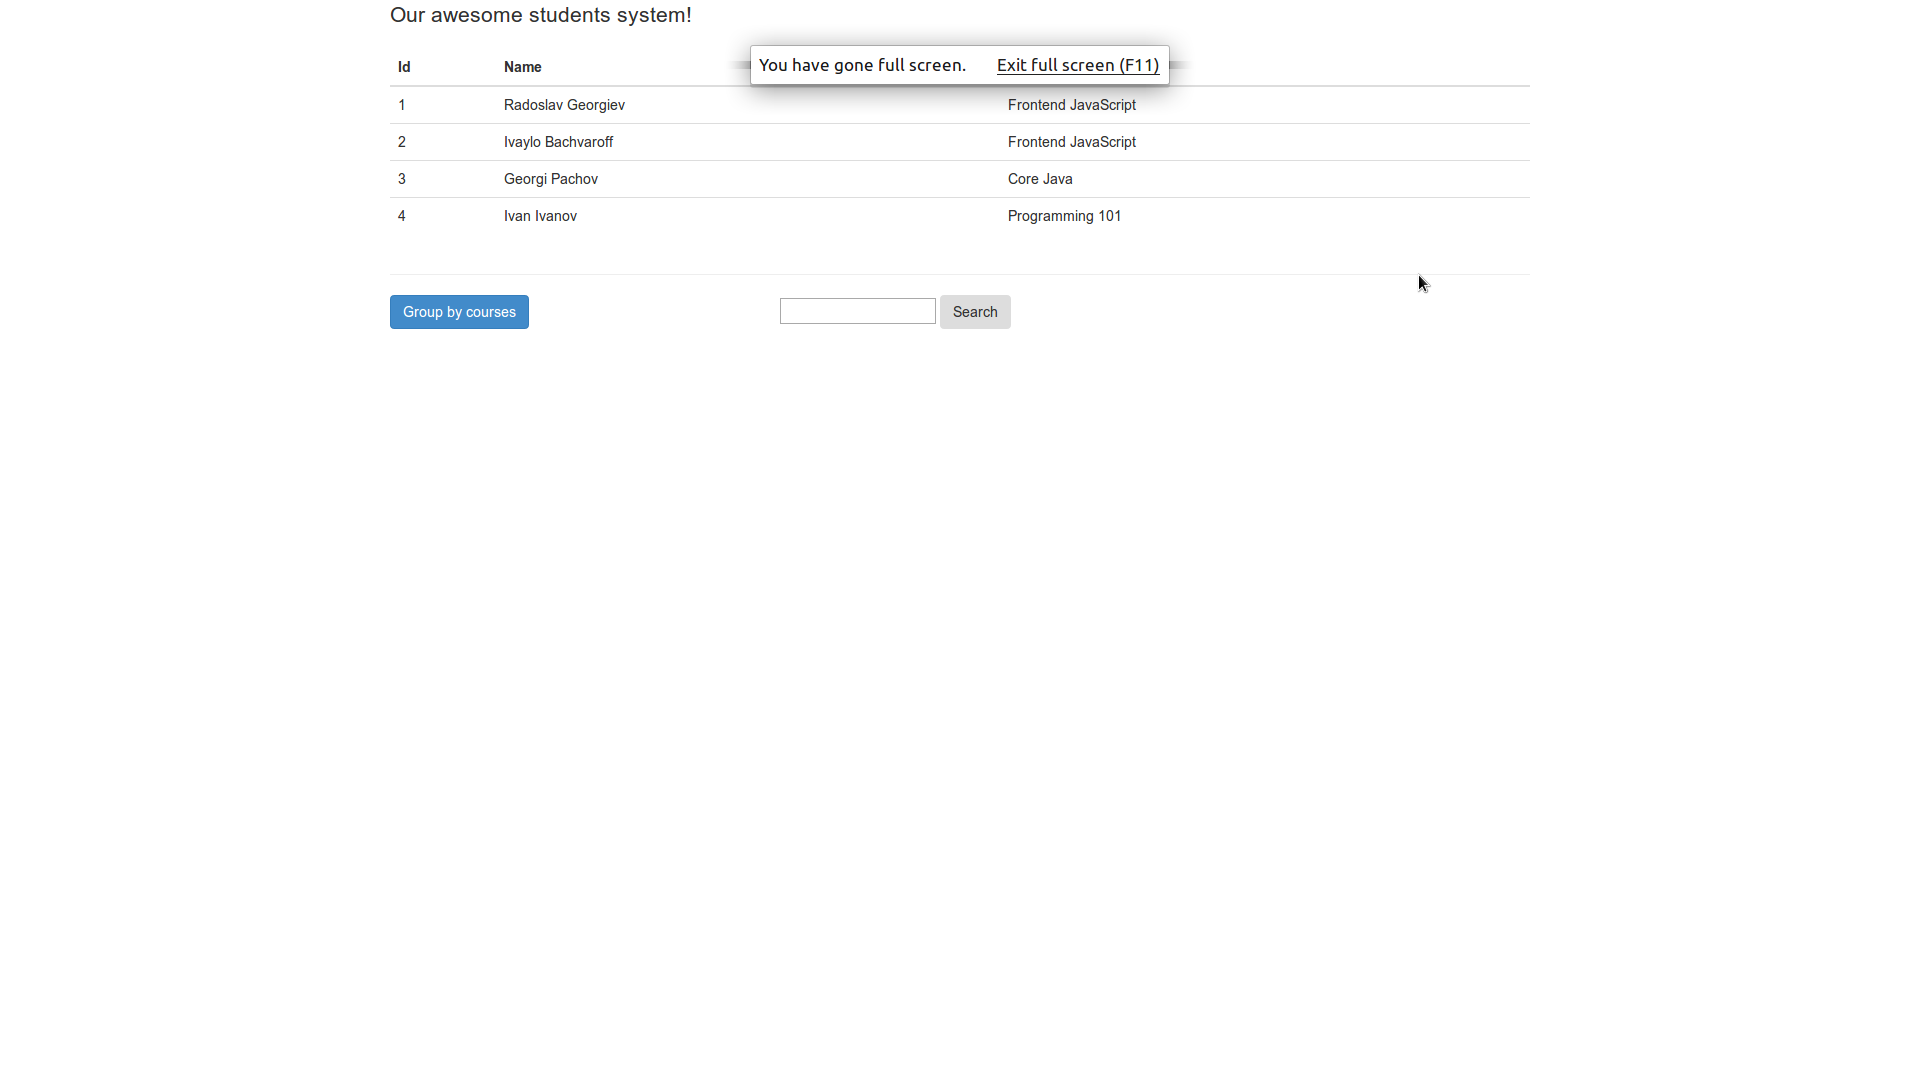 Our awesome students system!
You have gone full screen. Exit full screen (F11)
Id Name
1 Radoslav Georgiev Frontend JavaScript
2 Ivaylo Bachvaroff Frontend JavaScript
3 Georgi Pachov Core Java
4 Ivan Ivanov Programming 101
Group by courses Search